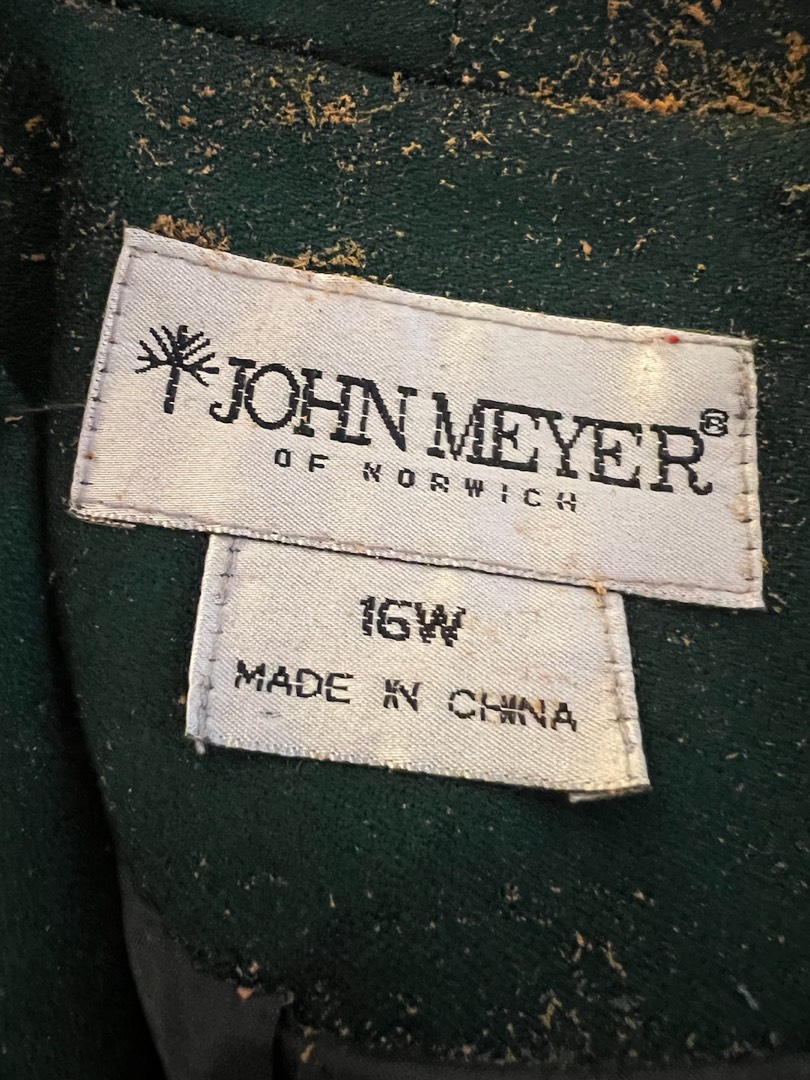 JOHN MEYER®
OF NORWICH
16W
MADE IN CHINA